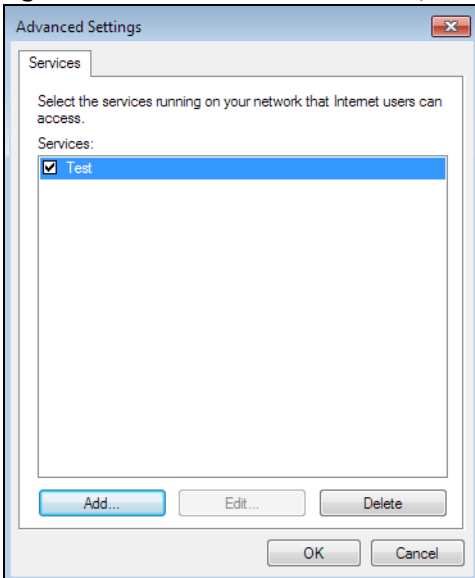 Advanced Settings
Services
Select the services running on your network that Internet users can
access.
Services:
Test
Add... Edit... Delete
OK Cancel